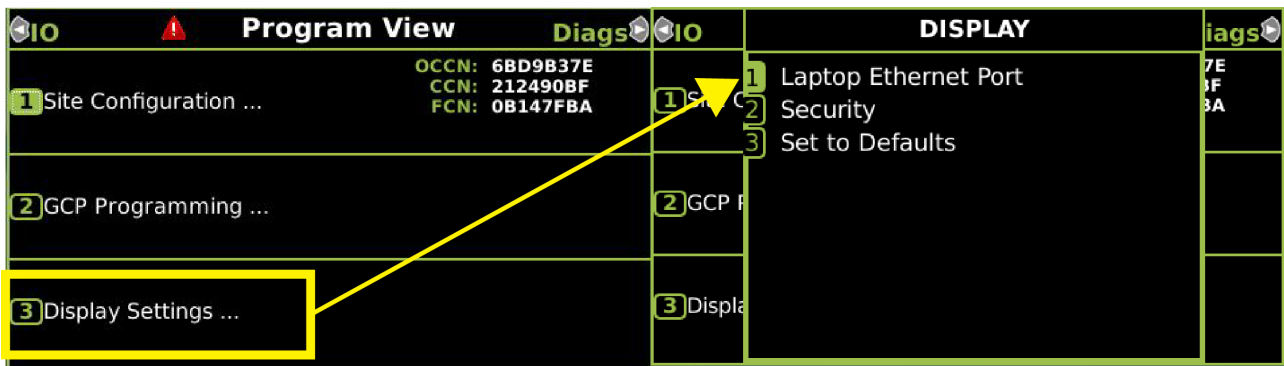 IO Program View Diags
OCCN: 6BD9B37E
1 Site Configuration ... CCN: 212490BF
FCN: 0B147FBA
2 GCP Programming ...
3 Display Settings ...
IO DISPLAY iags
1 Laptop Ethernet Port 7E
2 Security BF
3 Set to Defaults BA
1
2 GCP
3 Displa